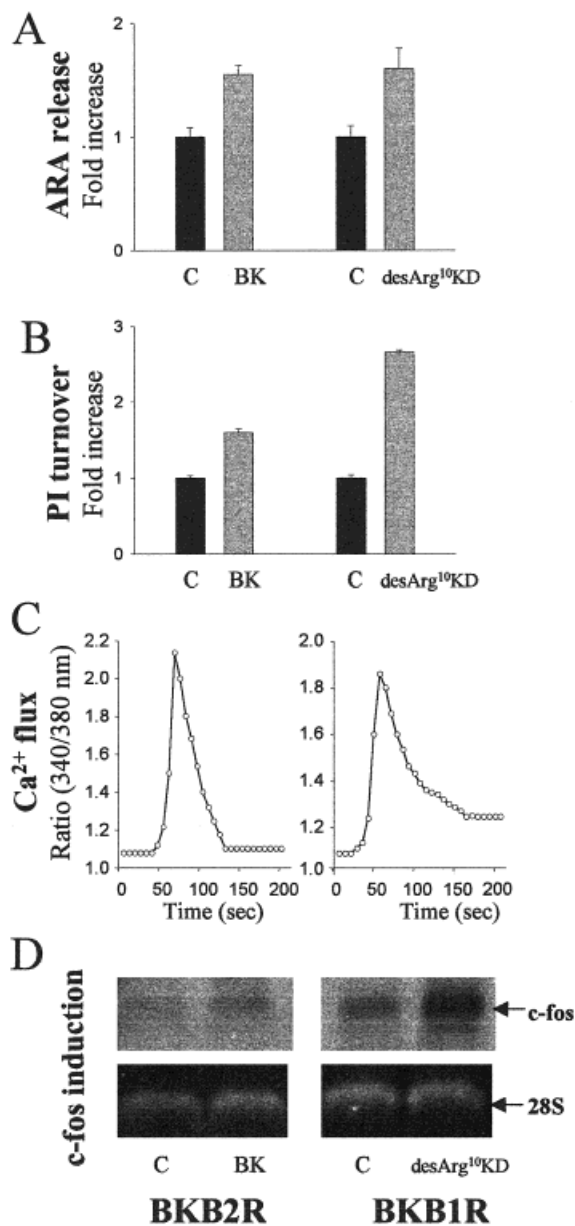 A
ARA release
Fold increase
2
1
0
C BK C desArg¹⁰KD
B
PI turnover
Fold increase
3
2
1
0
C BK C desArg¹⁰KD
C
Ca²⁺ flux
Ratio (340/380 nm)
2.2
2.0
1.8
1.6
1.4
1.2
1.0
0 50 100 150 200
Time (sec)
2.0
1.8
1.6
1.4
1.2
1.0
0 50 100 150 200
Time (sec)
D
c-fos induction
c-fos
28S
C BK C desArg¹⁰KD
BKB2R BKB1R